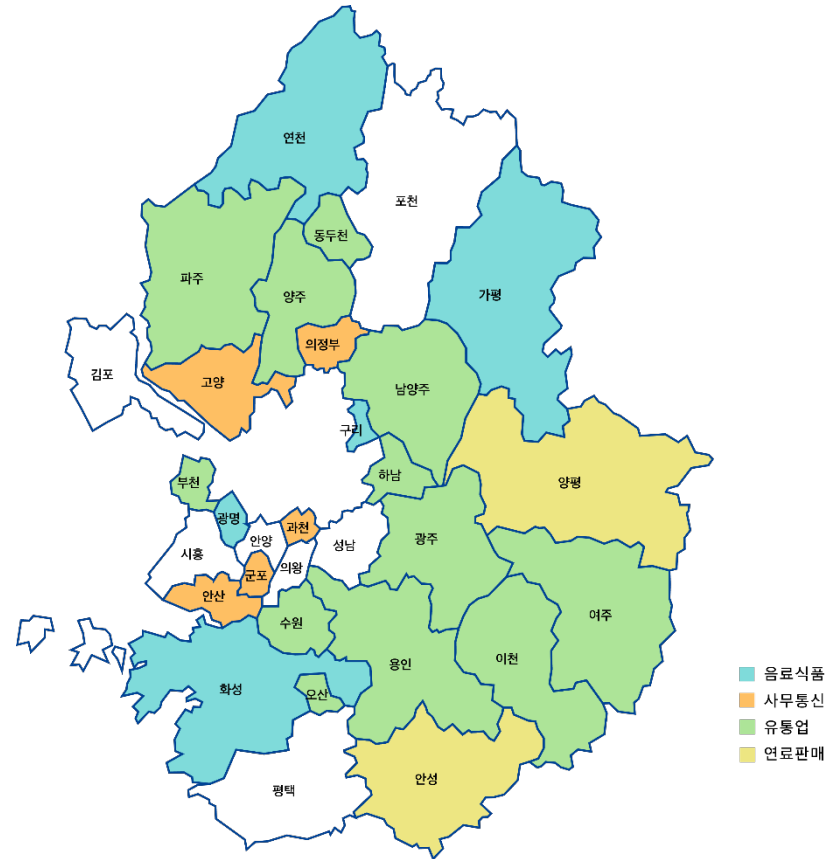 연천
포천
동두천
파주
양주
가평
의정부
김포
고양
남양주
구리
하남
양평
부천
광명
과천
안양
성남
광주
시흥
의왕
군포
안산
수원
여주
이천
용인
화성
오산
안성
평택
음료식품
사무통신
유통업
연료판매